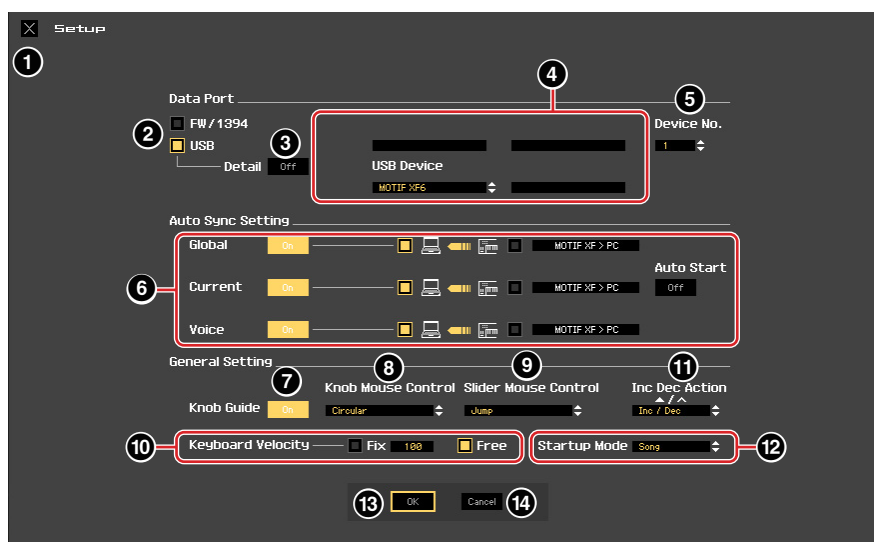 Setup
1
4
Data Port
5
FW/1394
Device No.
2
USB
3
1
Detail
Off
USB Device
MOTIF XF6
Auto Sync Setting
Global
On
MOTIF XF > PC
Auto Start
6
Current
On
MOTIF XF > PC
Off
Voice
On
MOTIF XF > PC
General Setting
7
8
9
11
Knob Mouse Control
Slider Mouse Control
Inc Dec Action
/
Knob Guide
On
Circular
Jump
Inc / Dec
10
Keyboard Velocity
Fix
100
Free
Startup Mode
Song
12
13
OK
Cancel
14